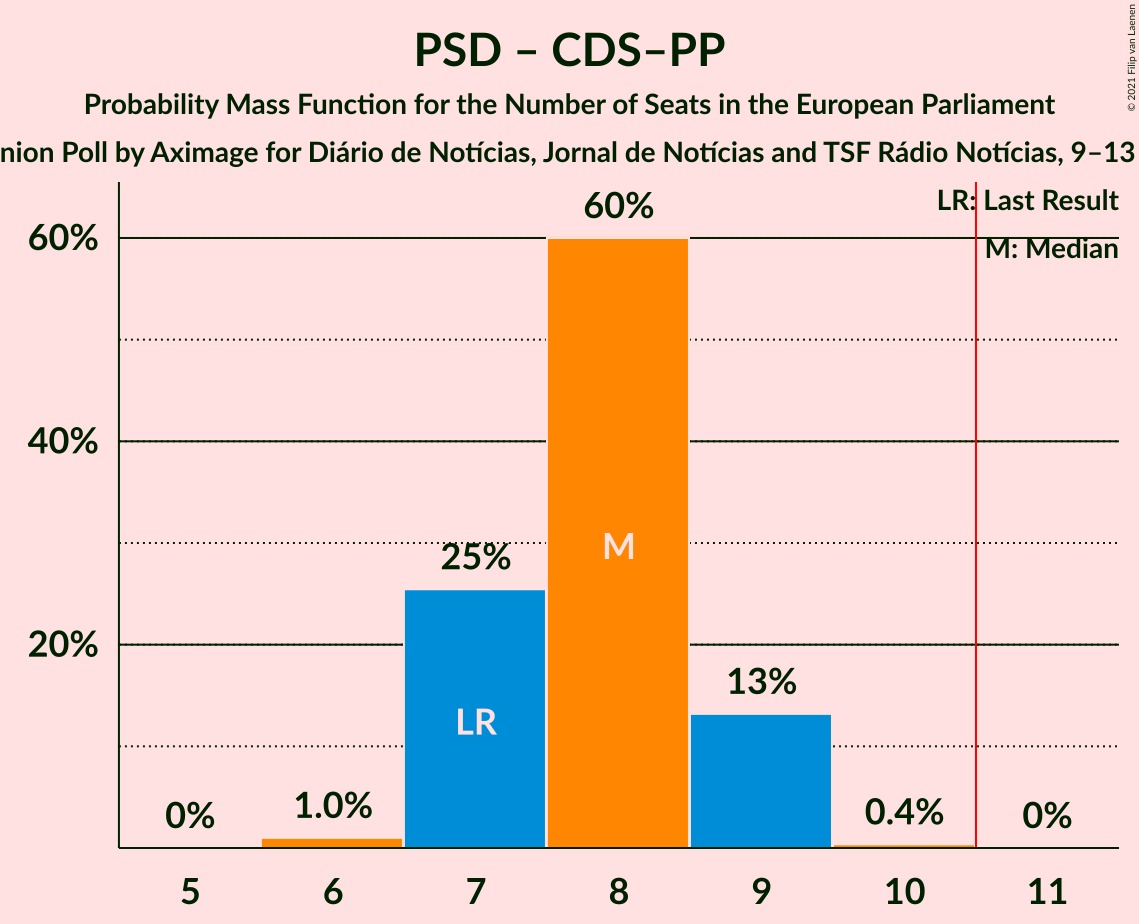 PSD – CDS–PP
Probability Mass Function for the Number of Seats in the European Parliament
nion Poll by Aximage for Diário de Notícias, Jornal de Notícias and TSF Rádio Notícias, 9–13
© 2021 Filip van Laenen
LR: Last Result
M: Median
60%
40%
20%
0%
1.0%
25%
60%
13%
0.4%
0%
LR
M
5 6 7 8 9 10 11